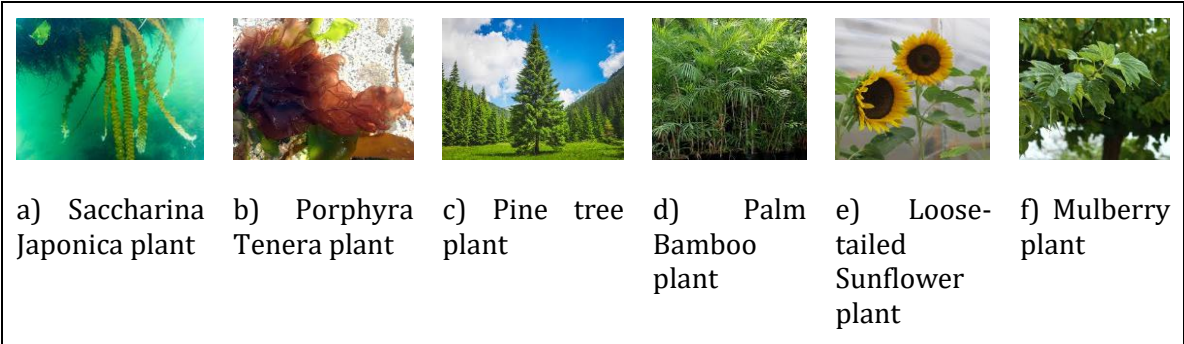 a) Saccharina
Japonica plant
b) Porphyra
Tenera plant
c) Pine tree
plant
d) Palm
Bamboo
plant
e) Loose-
tailed
Sunflower
plant
f) Mulberry
plant